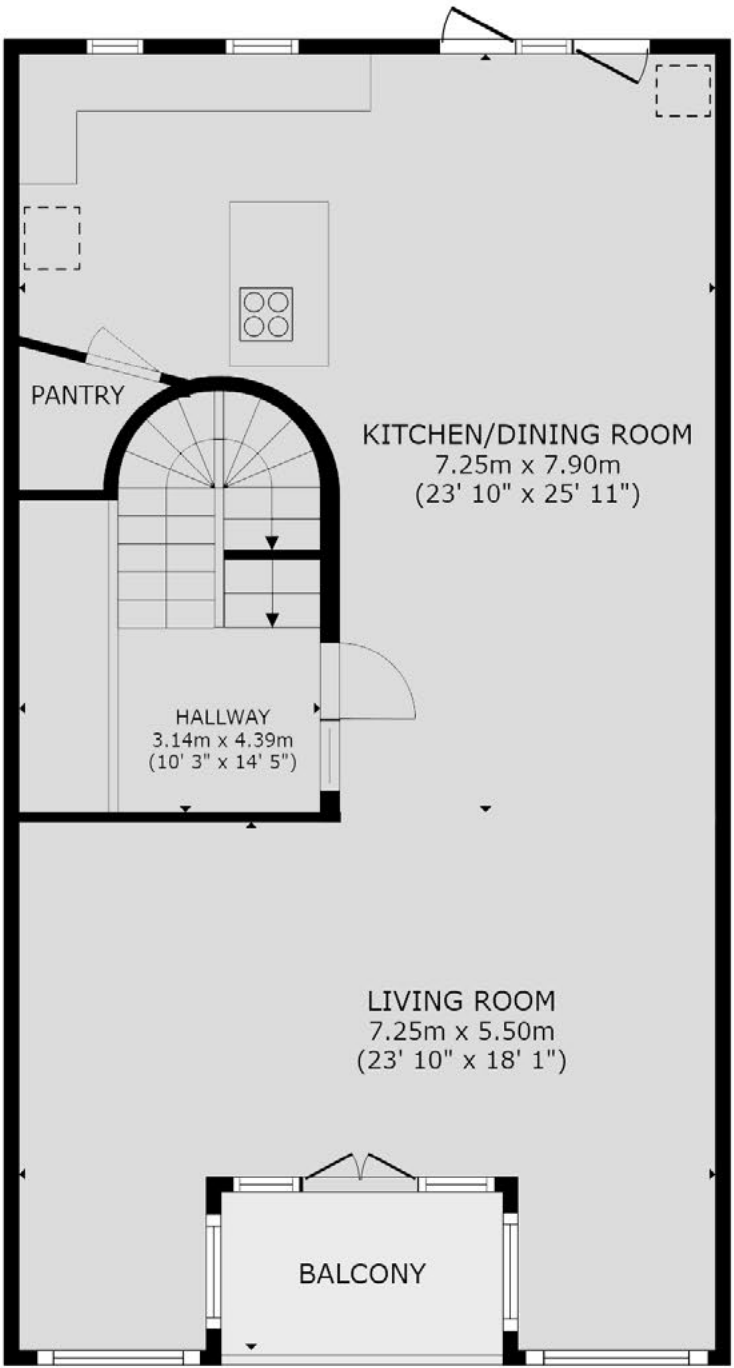 PANTRY
KITCHEN/DINING ROOM
7.25m x 7.90m
(23' 10" x 25' 11")
HALLWAY
3.14m x 4.39m
(10' 3" x 14' 5")
LIVING ROOM
7.25m x 5.50m
(23' 10" x 18' 1")
BALCONY